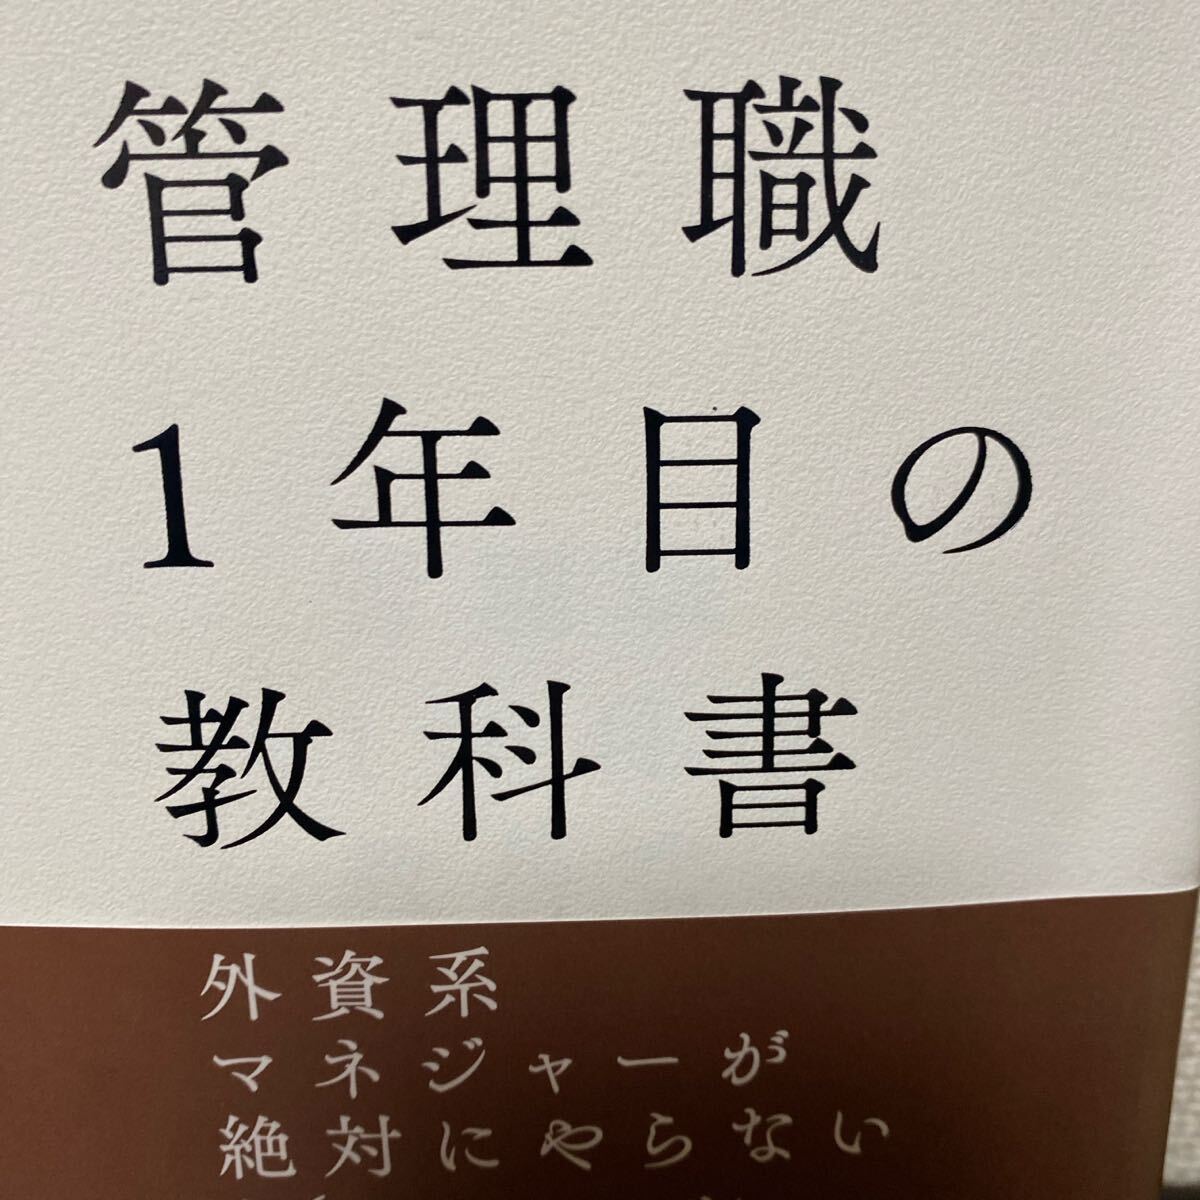 管理職
1年目の
教科書
外資系
マネジャーが
絶対にやらない